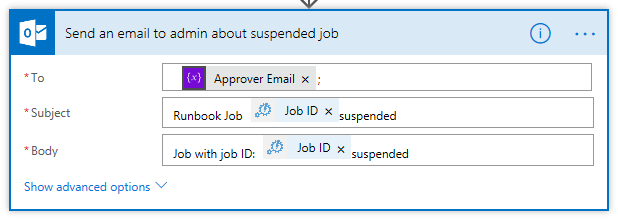 Send an email to admin about suspended job
* To
{x} Approver Email × ;
* Subject
Runbook Job Job ID × suspended
* Body
Job with job ID: Job ID × suspended
Show advanced options